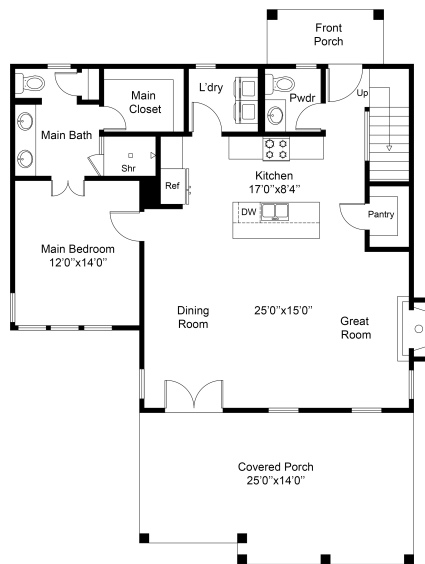 Front
Porch
L'dry
Main
Closet
Pwdr
Up
Main Bath
Shr
Kitchen
17'0"x8'4"
Ref
DW
Pantry
Main Bedroom
12'0"x14'0"
Dining
Room
25'0"x15'0"
Great
Room
Covered Porch
25'0"x14'0"